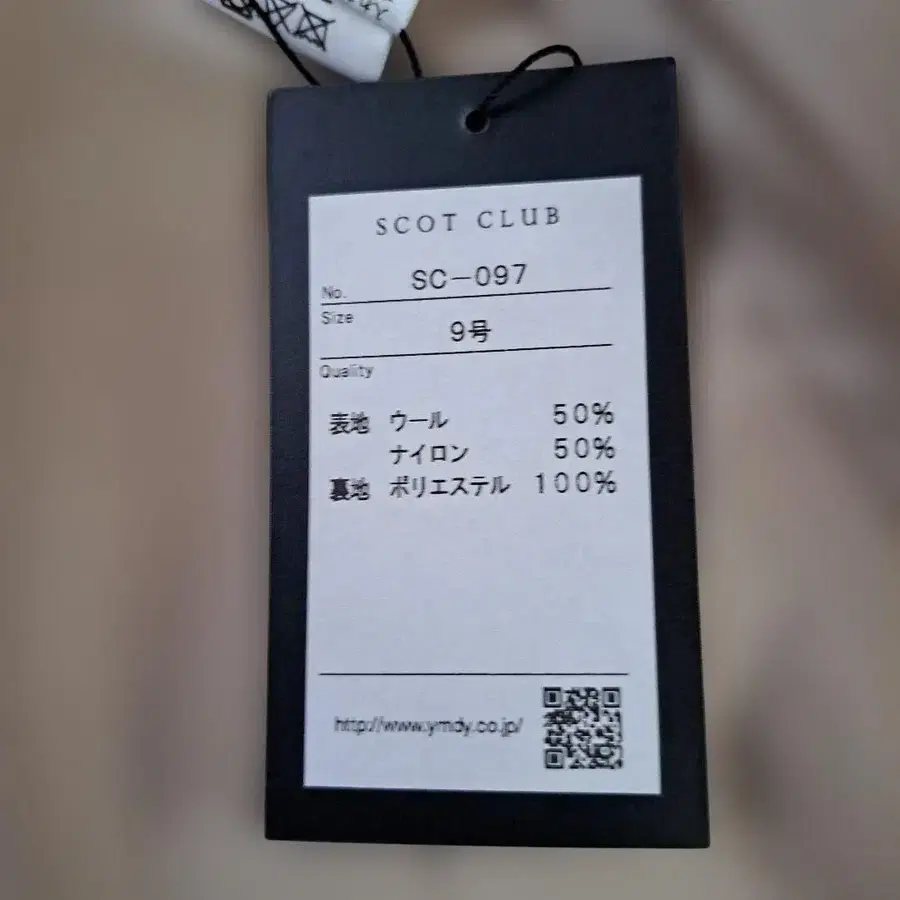 SCOT CLUB
No. SC-097
Size
9号
Quality
表地 ウール 50%
ナイロン 50%
裏地 ポリエステル 100%
http://www.ymdy.co.jp/